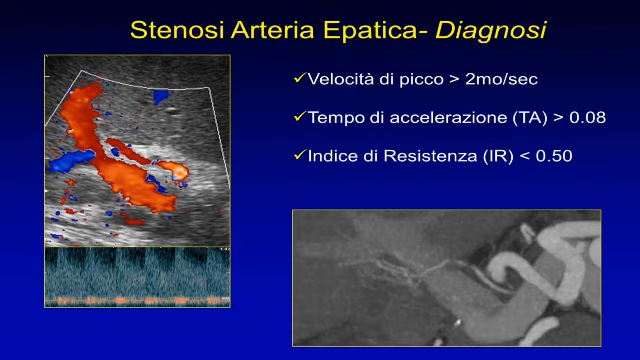 Stenosi Arteria Epatica- Diagnosi
✓Velocità di picco > 2mo/sec
✓Tempo di accelerazione (TA) > 0.08
✓Indice di Resistenza (IR) < 0.50